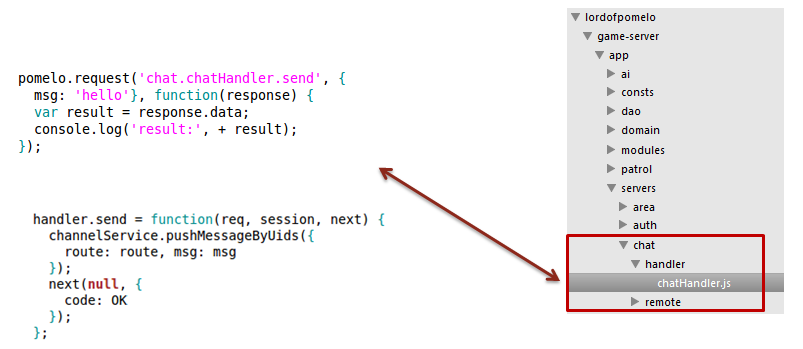 pomelo.request('chat.chatHandler.send', {
  msg: 'hello'}, function(response) {
  var result = response.data;
  console.log('result:', + result);
});
handler.send = function(req, session, next) {
  channelService.pushMessageByUids({
    route: route, msg: msg
  });
  next(null, {
    code: OK
  });
};
lordofpomelo
game-server
app
ai
consts
dao
domain
modules
patrol
servers
area
auth
chat
handler
chatHandler.js
remote